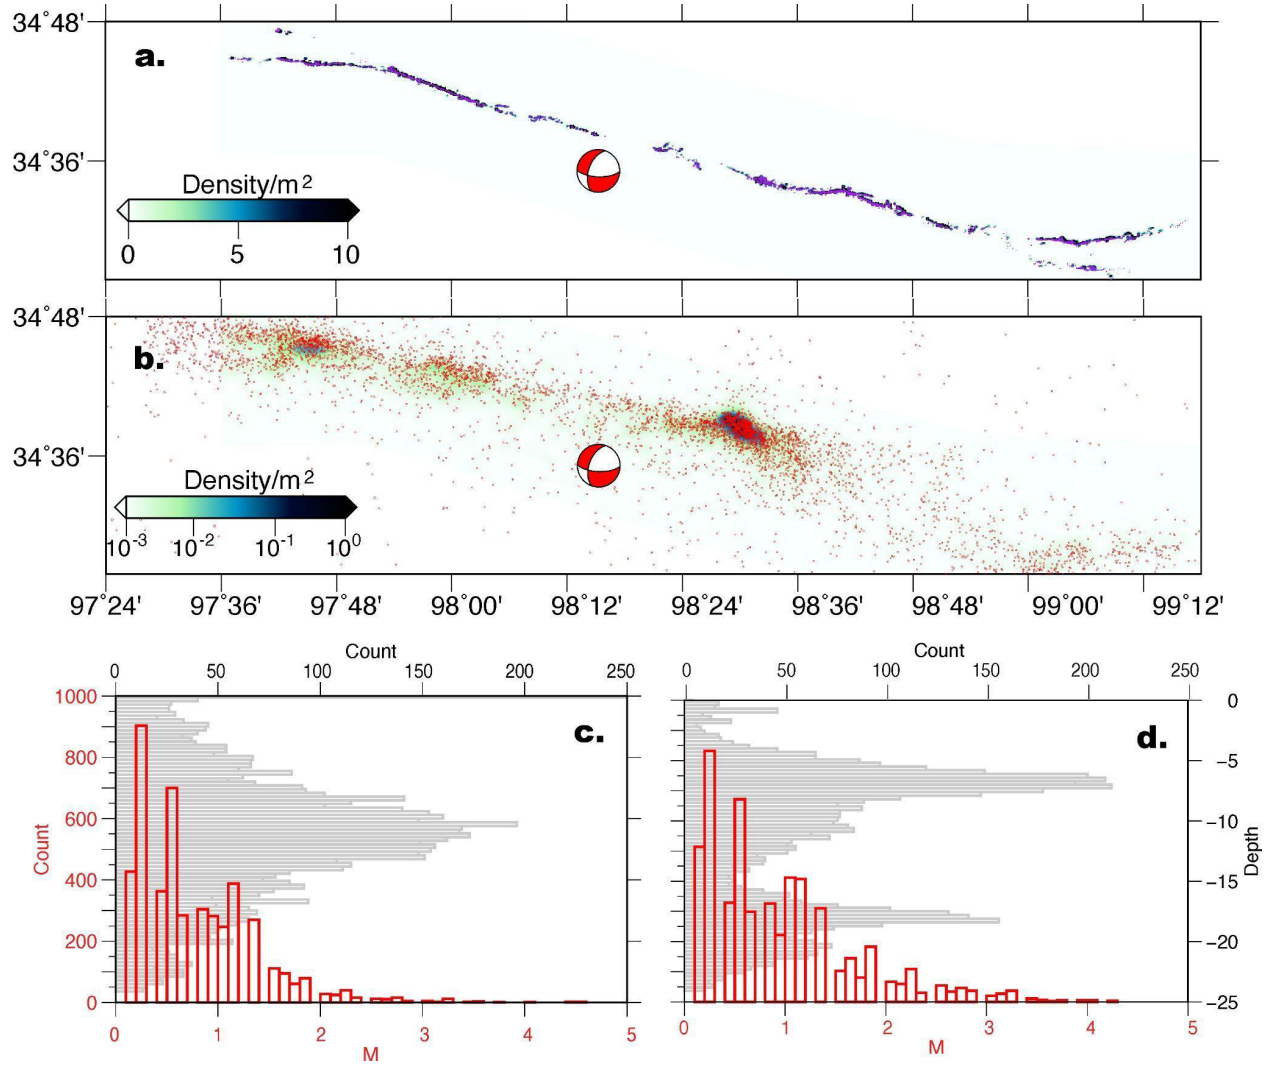 34°48'
a.
34°36'
Density/m2
0 5 10
34°48'
b.
34°36'
Density/m2
10-3 10-2 10-1 100
97°24' 97°36' 97°48' 98°00' 98°12' 98°24' 98°36' 98°48' 99°00' 99°12'
Count
0 50 100 150 200 250
1000
800
600
400
200
0
Count
c.
0 1 2 3 4 5
M
Count
0 50 100 150 200 250
d.
0
−5
−10
−15
−20
−25
Depth
0 1 2 3 4 5
M